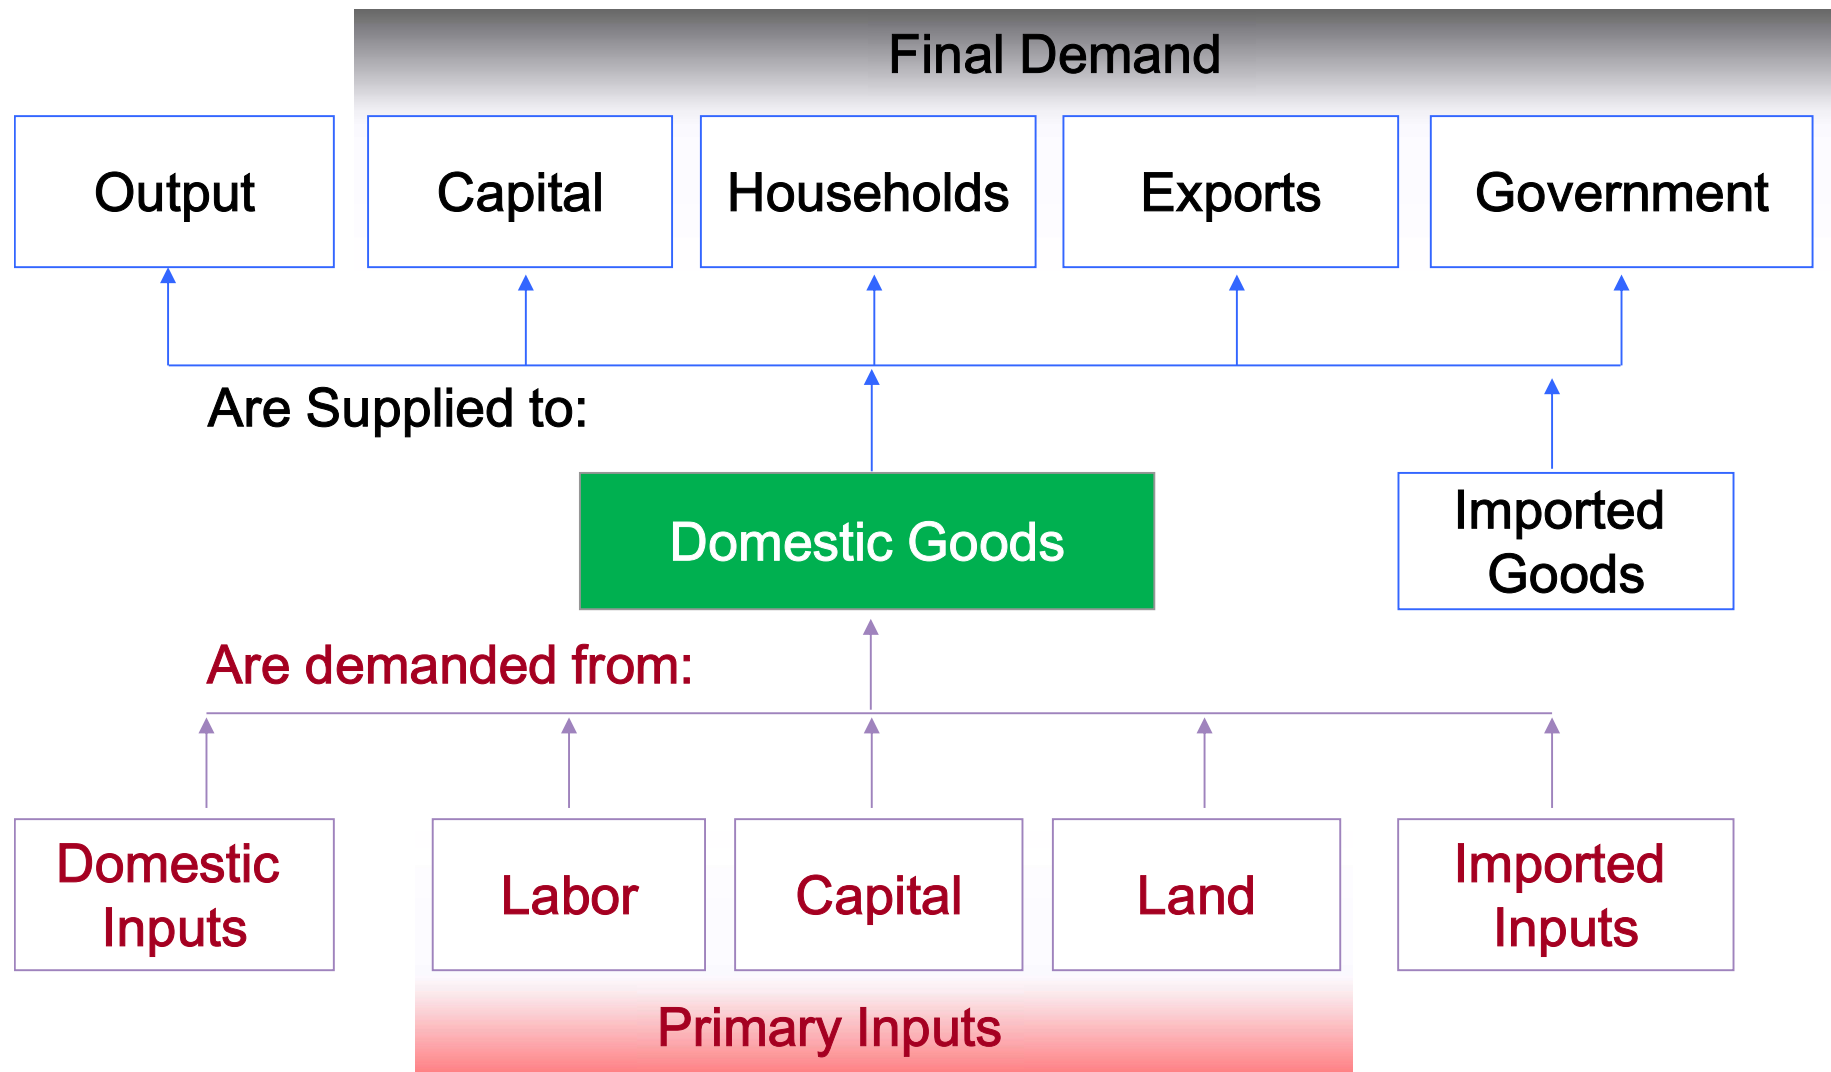 Final Demand
Output
Capital
Households
Exports
Government
Are Supplied to:
Domestic Goods
Imported
Goods
Are demanded from:
Domestic
Inputs
Labor
Capital
Land
Imported
Inputs
Primary Inputs